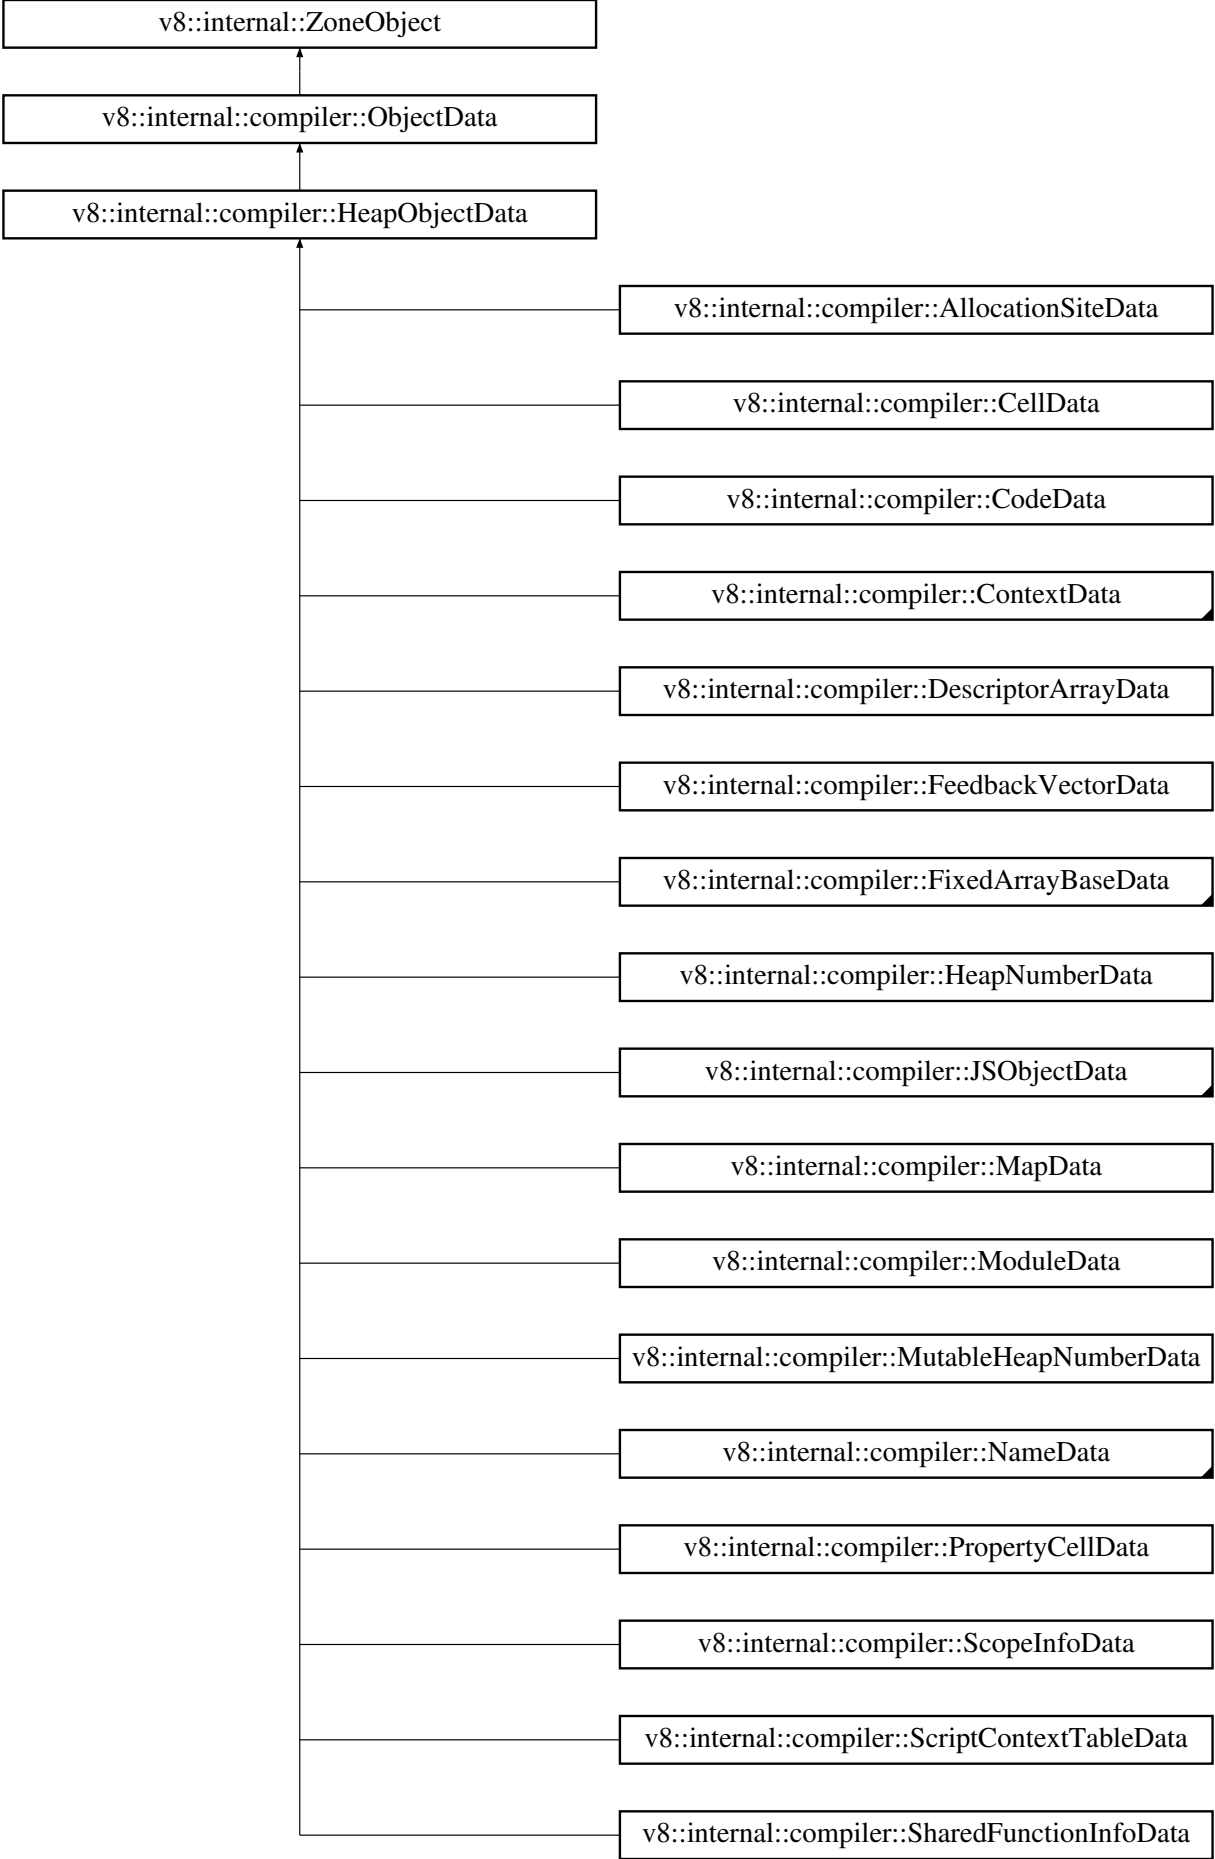 v8::internal::ZoneObject
v8::internal::compiler::ObjectData
v8::internal::compiler::HeapObjectData
v8::internal::compiler::AllocationSiteData
v8::internal::compiler::CellData
v8::internal::compiler::CodeData
v8::internal::compiler::ContextData
v8::internal::compiler::DescriptorArrayData
v8::internal::compiler::FeedbackVectorData
v8::internal::compiler::FixedArrayBaseData
v8::internal::compiler::HeapNumberData
v8::internal::compiler::JSObjectData
v8::internal::compiler::MapData
v8::internal::compiler::ModuleData
v8::internal::compiler::MutableHeapNumberData
v8::internal::compiler::NameData
v8::internal::compiler::PropertyCellData
v8::internal::compiler::ScopeInfoData
v8::internal::compiler::ScriptContextTableData
v8::internal::compiler::SharedFunctionInfoData